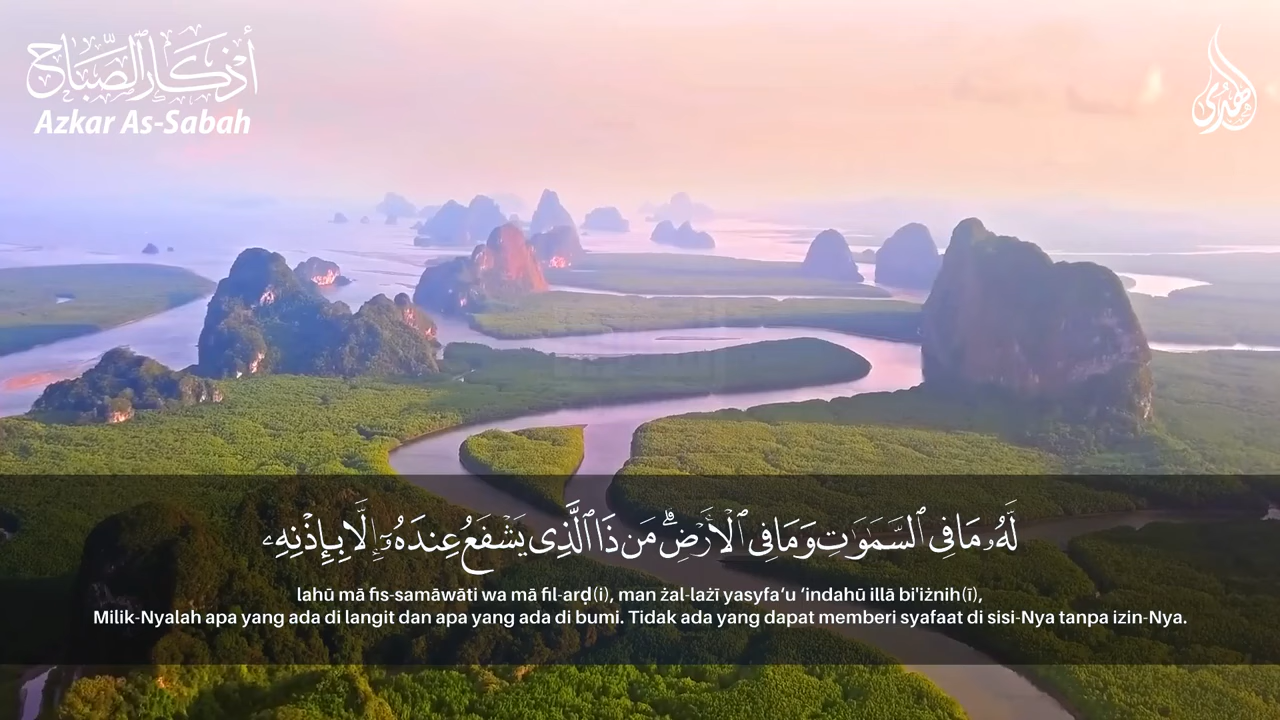 أذكار الصباح
Azkar As-Sabah
الهدى
لَهُۥ مَا فِي ٱلسَّمَٰوَٰتِ وَمَا فِي ٱلْأَرْضِۗ مَن ذَا ٱلَّذِي يَشْفَعُ عِندَهُۥٓ إِلَّا بِإِذْنِهِۦ
lahū mā fis-samāwāti wa mā fil-arḍ(i), man żal-lażī yasyfa‘u ‘indahū illā bi'iżnih(ī),
Milik-Nyalah apa yang ada di langit dan apa yang ada di bumi. Tidak ada yang dapat memberi syafaat di sisi-Nya tanpa izin-Nya.